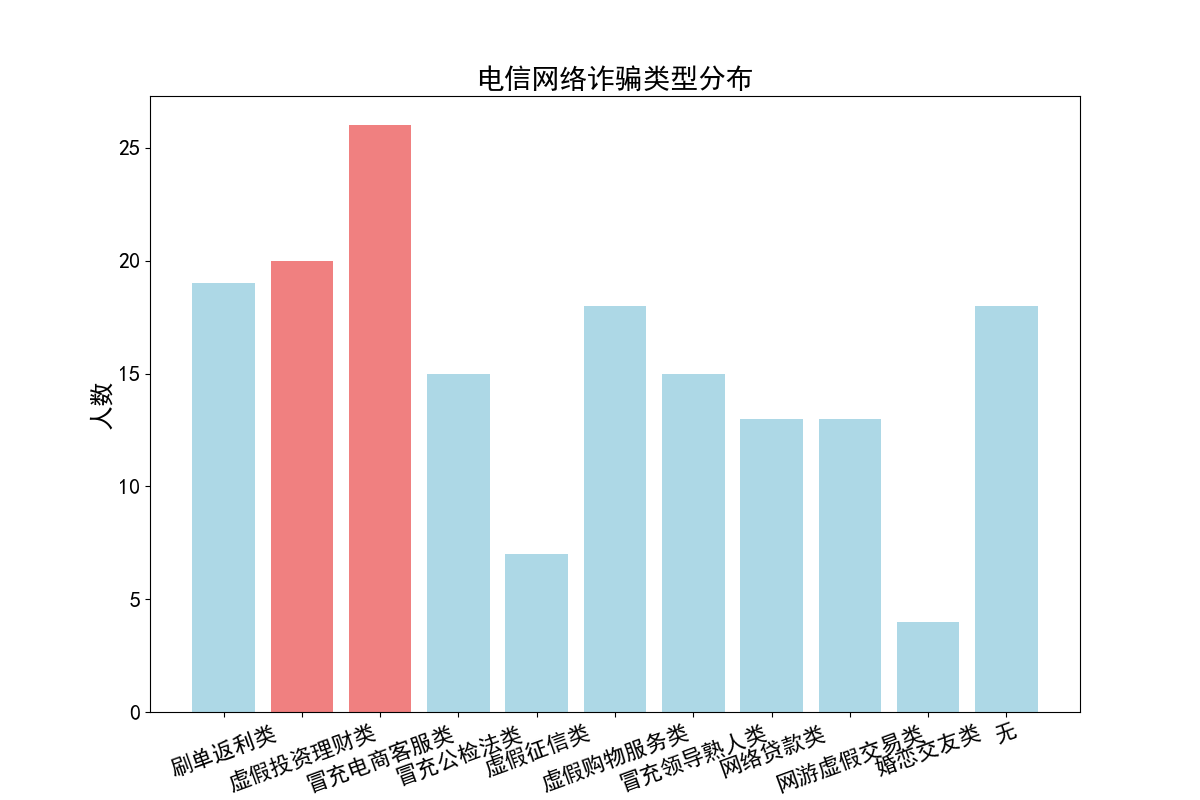 电信网络诈骗类型分布
人数
25
20
15
10
5
0
刷单返利类
虚假投资理财类
冒充电商客服类
冒充公检法类
虚假征信类
虚假购物服务类
冒充领导熟人类
网络贷款类
网游虚假交易类
婚恋交友类
无